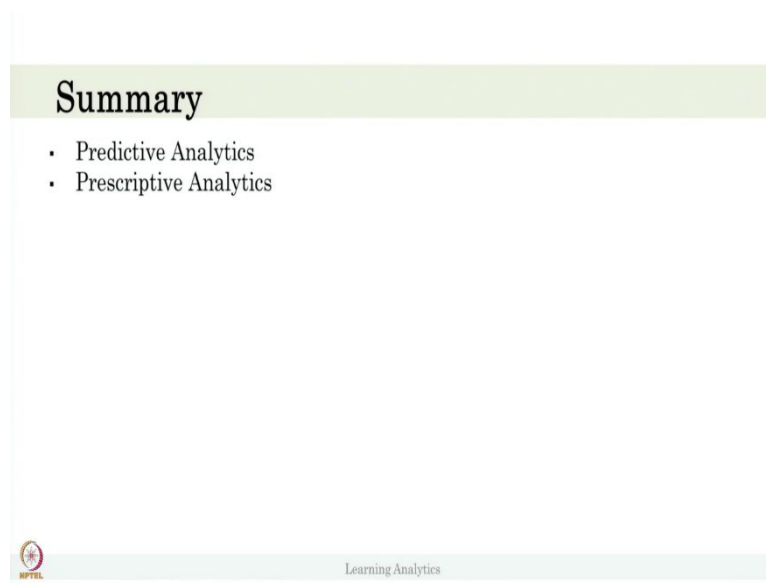 Summary
▪ Predictive Analytics
▪ Prescriptive Analytics
NPTEL
Learning Analytics